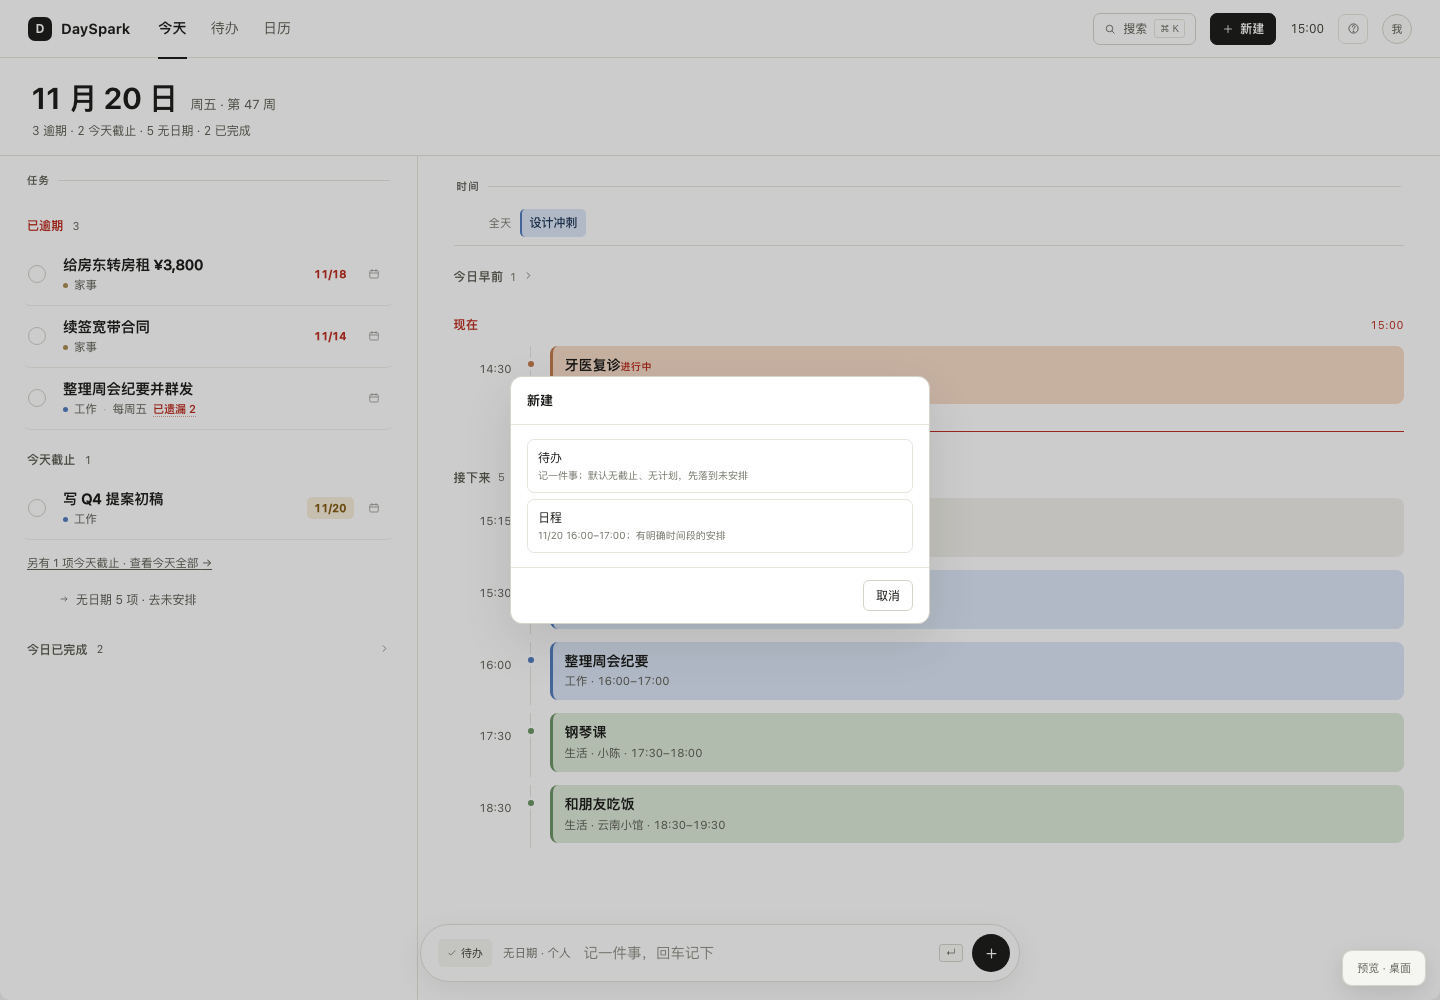 D DaySpark 今天 待办 日历 搜索 ⌘ K + 新建 15:00 我
11 月 20 日 周五 · 第 47 周
3 逾期 · 2 今天截止 · 5 无日期 · 2 已完成
任务
已逾期 3
给房东转房租 ¥3,800 11/18
家事
续签宽带合同 11/14
家事
整理周会纪要并群发
工作 · 每周五 已遗漏 2
今天截止 1
写 Q4 提案初稿 11/20
工作
另有 1 项今天截止 · 查看今天全部 →
→ 无日期 5 项 · 去未安排
今日已完成 2
时间
全天 设计冲刺
今日早前 1
现在 15:00
14:30 牙医复诊进行中
接下来 5
15:15
15:30
16:00 整理周会纪要
工作 · 16:00–17:00
17:30 钢琴课
生活 · 小陈 · 17:30–18:00
18:30 和朋友吃饭
生活 · 云南小馆 · 18:30–19:30
新建
待办
记一件事；默认无截止、无计划，先落到未安排
日程
11/20 16:00–17:00；有明确时间段的安排
取消
待办 无日期 · 个人 记一件事，回车记下
预览 · 桌面